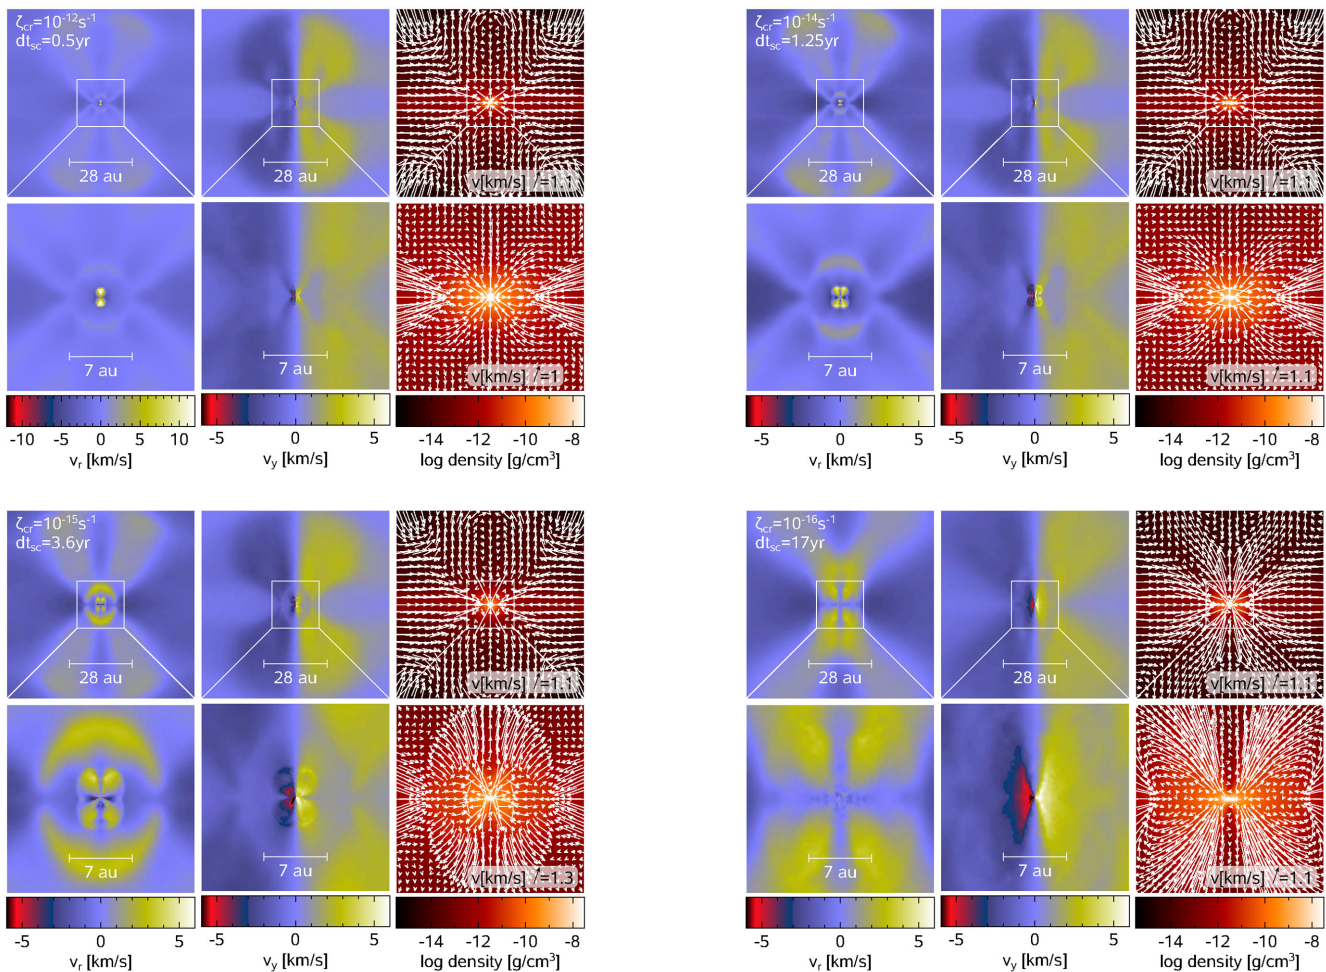 ζcr=10⁻¹²s⁻¹
dtsc=0.5yr
28 au
28 au
v[km/s] ↗=1.1
7 au
7 au
v[km/s] ↗=1
-10 -5 0 5 10
vr [km/s]
-5 0 5
vy [km/s]
-14 -12 -10 -8
log density [g/cm³]
ζcr=10⁻¹⁴s⁻¹
dtsc=1.25yr
28 au
28 au
v[km/s] ↗=1.1
7 au
7 au
v[km/s] ↗=1.1
-5 0 5
vr [km/s]
-5 0 5
vy [km/s]
-14 -12 -10 -8
log density [g/cm³]
ζcr=10⁻¹⁵s⁻¹
dtsc=3.6yr
28 au
28 au
v[km/s] ↗=1.1
7 au
7 au
v[km/s] ↗=1.3
-5 0 5
vr [km/s]
-5 0 5
vy [km/s]
-14 -12 -10 -8
log density [g/cm³]
ζcr=10⁻¹⁶s⁻¹
dtsc=17yr
28 au
28 au
v[km/s] ↗=1.1
7 au
7 au
v[km/s] ↗=1.1
-5 0 5
vr [km/s]
-5 0 5
vy [km/s]
-14 -12 -10 -8
log density [g/cm³]